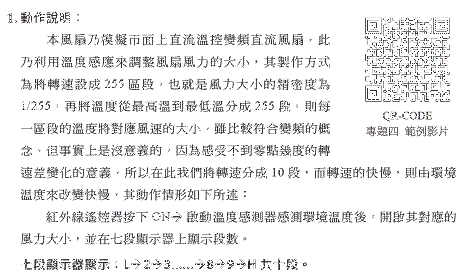 1.動作說明：
本風扇乃模擬市面上直流溫控變頻直流風扇，此
乃利用溫度感應來調整風扇風力的大小，其製作方式
為將轉速設成 255 區段，也就是風力大小的精密度為
1/255，再將溫度從最高溫到最低溫分成 255 段，則每
一區段的溫度將對應風速的大小，雖比較符合變頻的概
念，但事實上是沒意義的，因為感受不到零點幾度的轉
速差變化的意義，所以在此我們將轉速分成 10 段，而轉速的快慢，則由環境
溫度來改變快慢，其動作情形如下所述：
紅外線遙控器按下 ON→ 啟動溫度感測器感測環境溫度後，開啟其對應的
風力大小，並在七段顯示器上顯示段數。
七段顯示器顯示：L→2→3……→8→9→H 共十段。
QR-CODE
專題四 範例影片